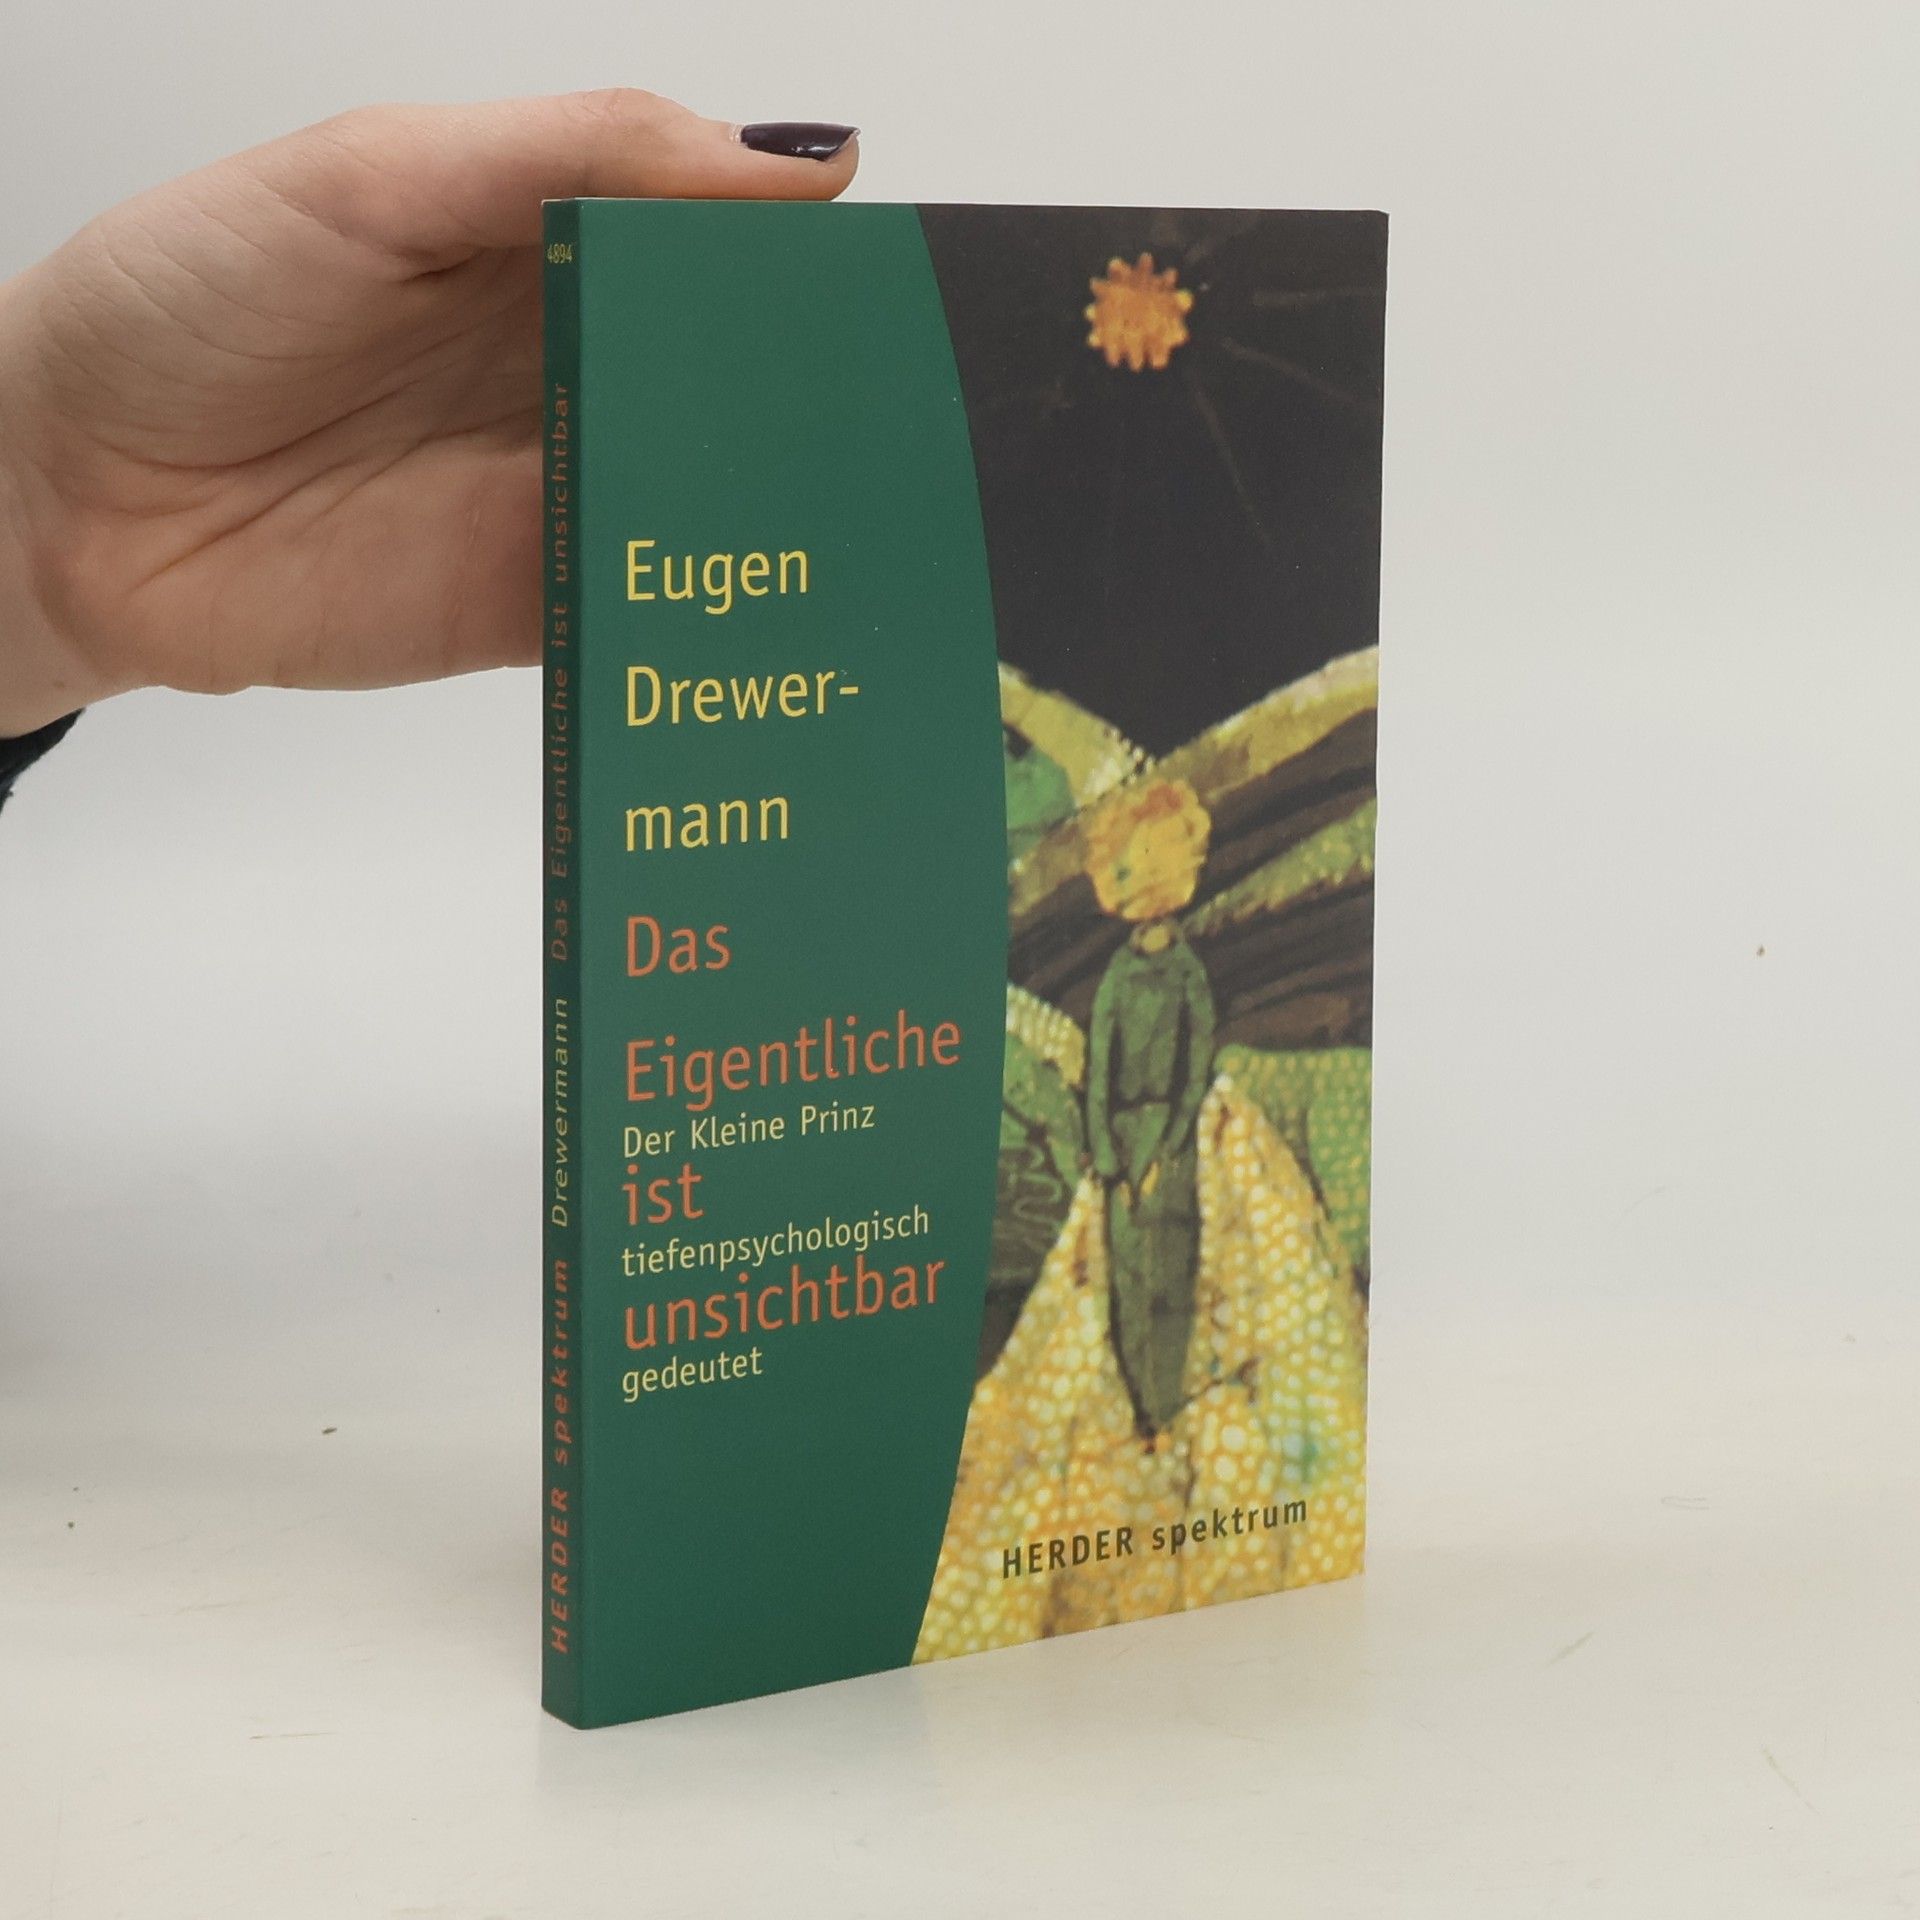 4894
HERDER spektrum Drewermann Das Eigentliche ist unsichtbar
Eugen
Drewer-
mann
Das
Eigentliche
Der Kleine Prinz
ist
tiefenpsychologisch
unsichtbar
gedeutet
HERDER spektrum